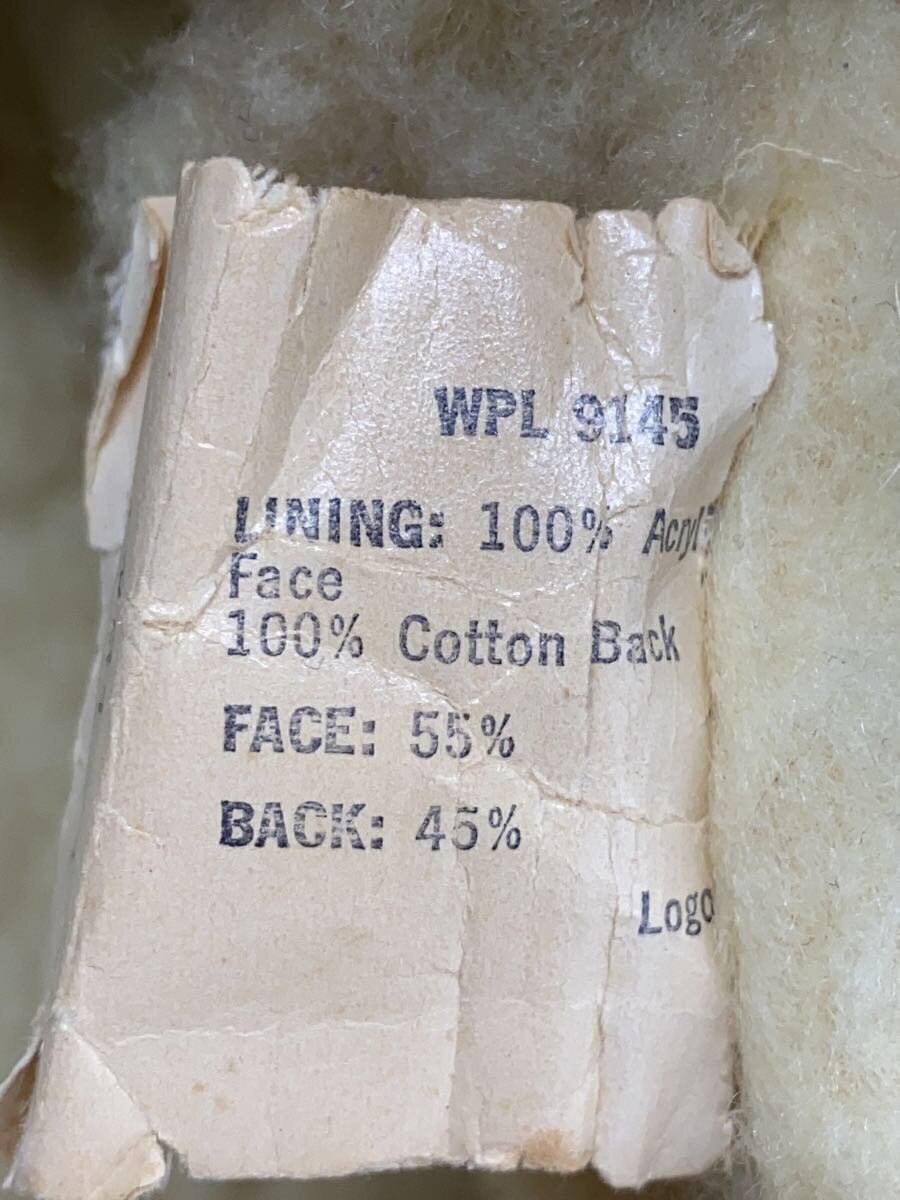 WPL 9145
LINING: 100%
Face
100% Cotton Back
FACE: 55%
BACK: 45%
Logo